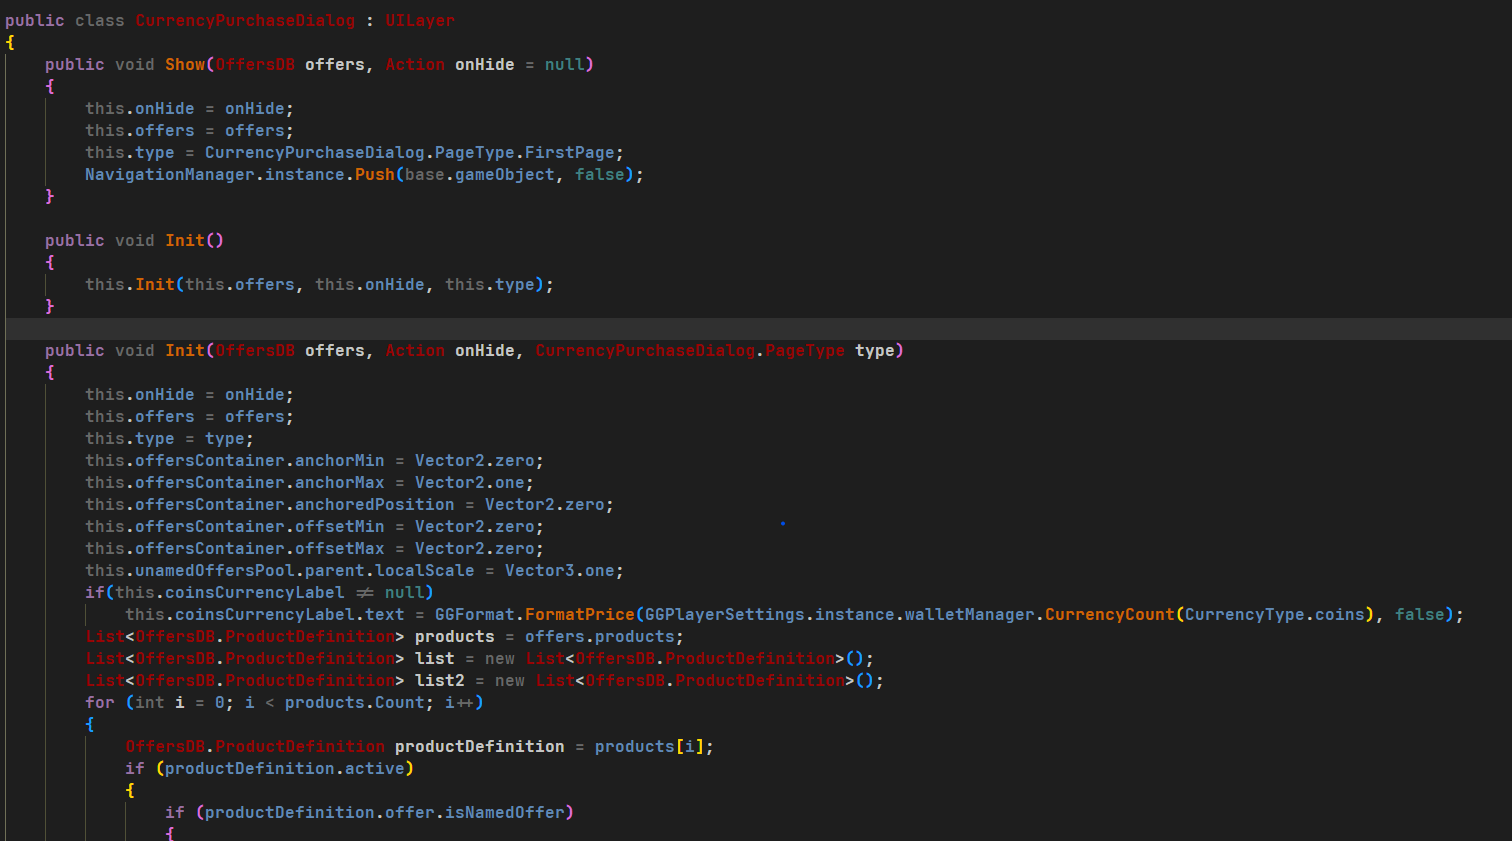 public class CurrencyPurchaseDialog : UILayer
{
    public void Show(OffersDB offers, Action onHide = null)
    {
        this.onHide = onHide;
        this.offers = offers;
        this.type = CurrencyPurchaseDialog.PageType.FirstPage;
        NavigationManager.instance.Push(base.gameObject, false);
    }

    public void Init()
    {
        this.Init(this.offers, this.onHide, this.type);
    }

    public void Init(OffersDB offers, Action onHide, CurrencyPurchaseDialog.PageType type)
    {
        this.onHide = onHide;
        this.offers = offers;
        this.type = type;
        this.offersContainer.anchorMin = Vector2.zero;
        this.offersContainer.anchorMax = Vector2.one;
        this.offersContainer.anchoredPosition = Vector2.zero;
        this.offersContainer.offsetMin = Vector2.zero;
        this.offersContainer.offsetMax = Vector2.zero;
        this.unamedOffersPool.parent.localScale = Vector3.one;
        if(this.coinsCurrencyLabel != null)
            this.coinsCurrencyLabel.text = GGFormat.FormatPrice(GGPlayerSettings.instance.walletManager.CurrencyCount(CurrencyType.coins), false);
        List<OffersDB.ProductDefinition> products = offers.products;
        List<OffersDB.ProductDefinition> list = new List<OffersDB.ProductDefinition>();
        List<OffersDB.ProductDefinition> list2 = new List<OffersDB.ProductDefinition>();
        for (int i = 0; i < products.Count; i++)
        {
            OffersDB.ProductDefinition productDefinition = products[i];
            if (productDefinition.active)
            {
                if (productDefinition.offer.isNamedOffer)
                {